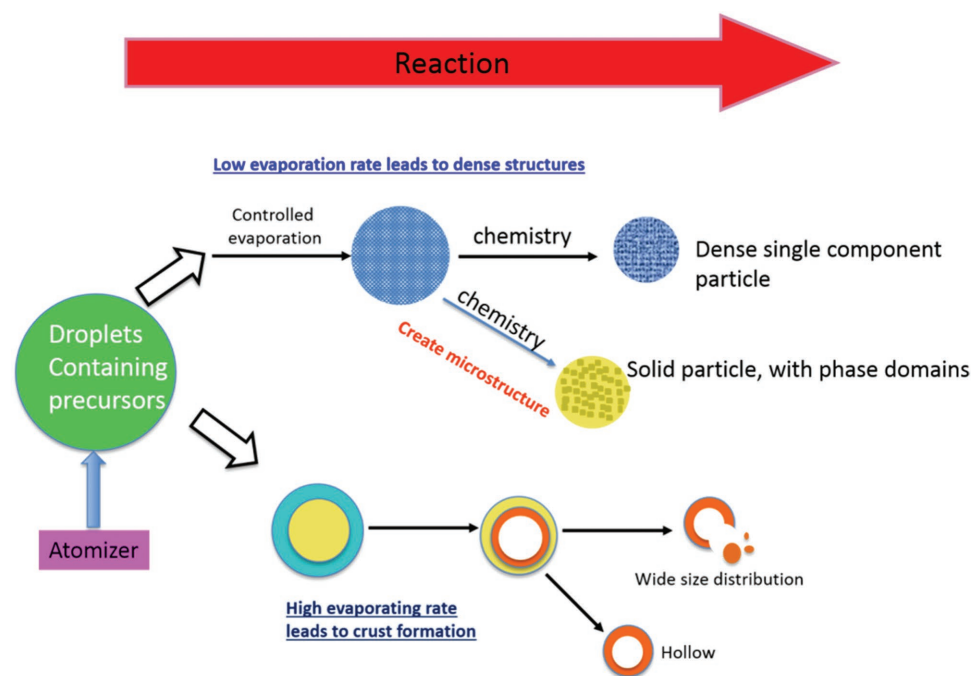 Reaction
Low evaporation rate leads to dense structures
Controlled
evaporation
chemistry
Dense single component
particle
chemistry
Create microstructure
Solid particle, with phase domains
Droplets
Containing
precursors
Atomizer
High evaporating rate
leads to crust formation
Wide size distribution
Hollow